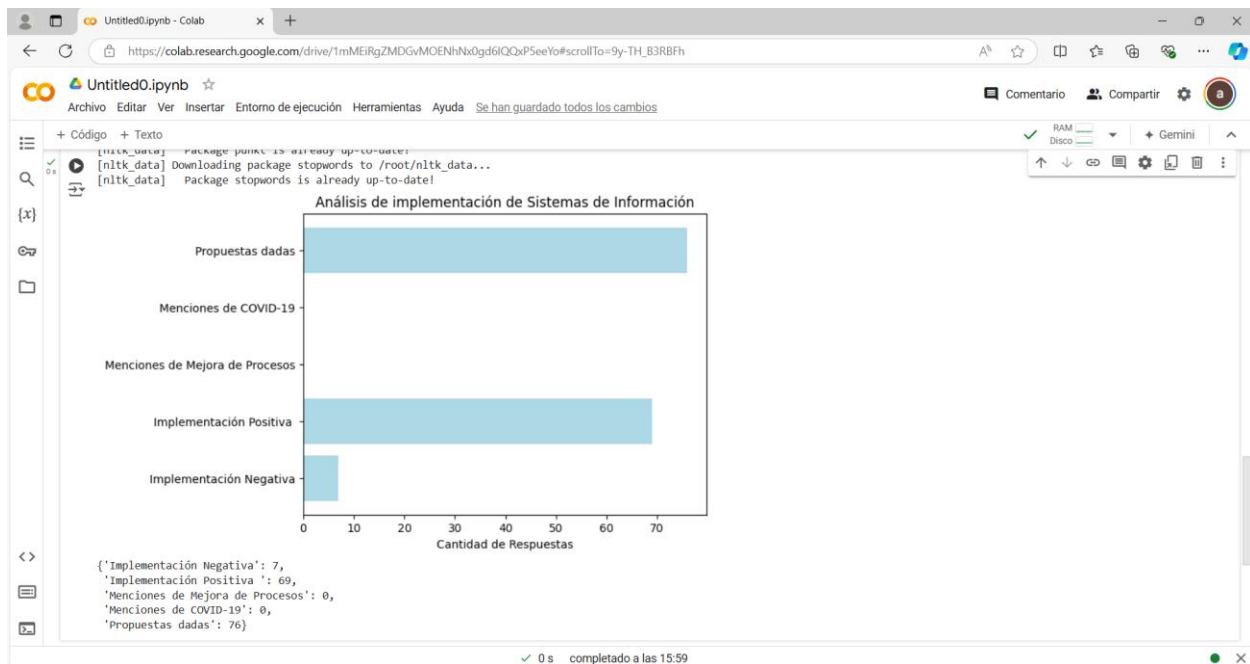 Untitled0.ipynb - Colab
https://colab.research.google.com/drive/1mMEiRgZMDGvMOENhNx0gd6IQQxP5eeYo#scrollTo=9y-TH_B3RBFh
Untitled0.ipynb
Archivo Editar Ver Insertar Entorno de ejecución Herramientas Ayuda Se han guardado todos los cambios
Comentario Compartir a
+ Código + Texto
RAM
Disco
Gemini
[nltk_data] Package punkt is already up-to-date!
0 s
[nltk_data] Downloading package stopwords to /root/nltk_data...
[nltk_data] Package stopwords is already up-to-date!
{x}
Análisis de implementación de Sistemas de Información
Propuestas dadas
Menciones de COVID-19
Menciones de Mejora de Procesos
Implementación Positiva
Implementación Negativa
0 10 20 30 40 50 60 70
Cantidad de Respuestas
{'Implementación Negativa': 7,
'Implementación Positiva ': 69,
'Menciones de Mejora de Procesos': 0,
'Menciones de COVID-19': 0,
'Propuestas dadas': 76}
0 s completado a las 15:59